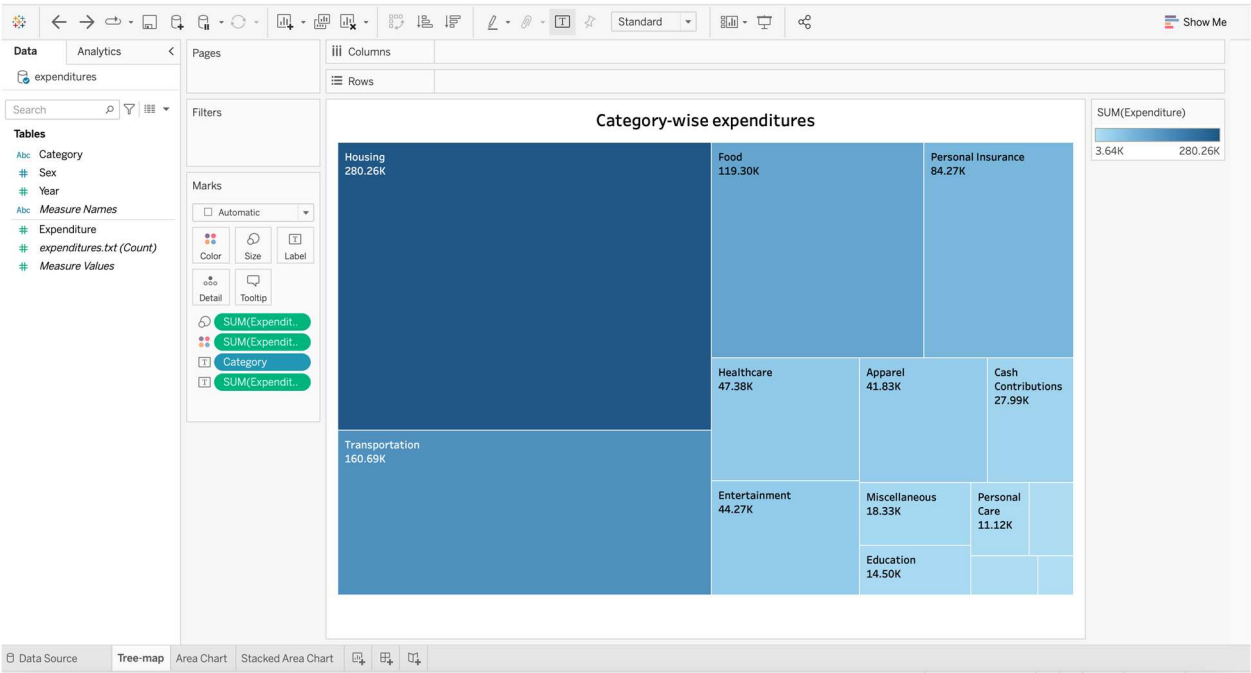 Standard
Show Me
Data
Analytics
expenditures
Search
Tables
Abc Category
# Sex
# Year
Abc Measure Names
# Expenditure
# expenditures.txt (Count)
# Measure Values
Pages
Filters
Marks
Automatic
Color
Size
Label
Detail
Tooltip
SUM(Expendit..
SUM(Expendit..
T Category
T SUM(Expendit..
Columns
Rows
Category-wise expenditures
Housing
280.26K
Transportation
160.69K
Food
119.30K
Personal Insurance
84.27K
Healthcare
47.38K
Apparel
41.83K
Cash
Contributions
27.99K
Entertainment
44.27K
Miscellaneous
18.33K
Personal
Care
11.12K
Education
14.50K
SUM(Expenditure)
3.64K 280.26K
Data Source
Tree-map
Area Chart
Stacked Area Chart